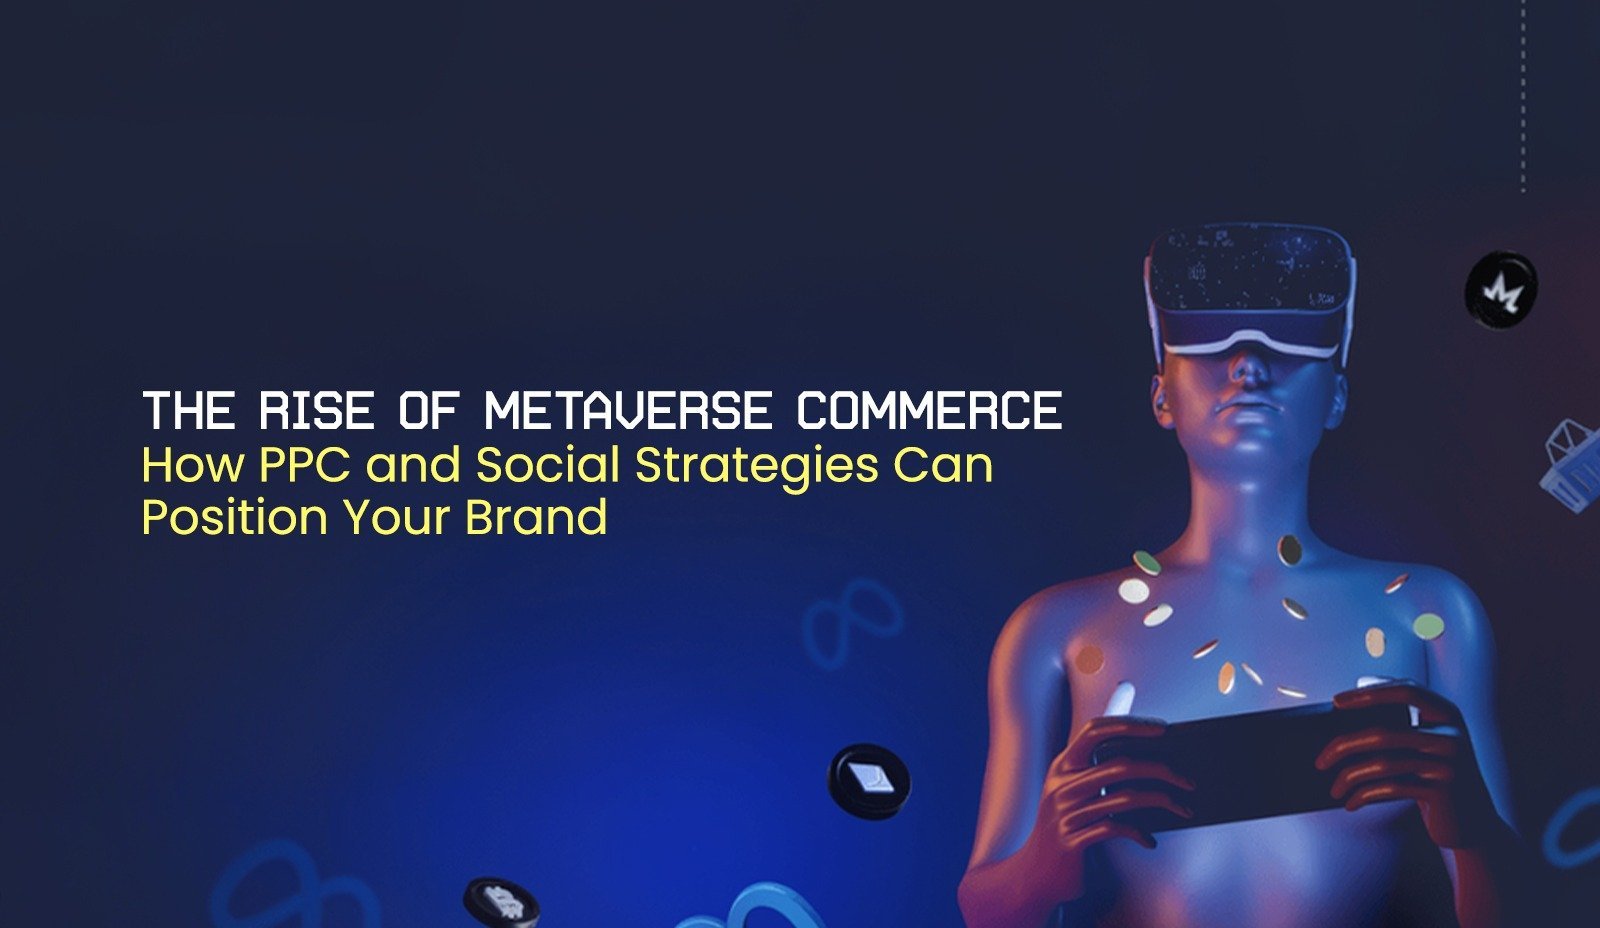 THE RISE OF METAVERSE COMMERCE
How PPC and Social Strategies Can
Position Your Brand